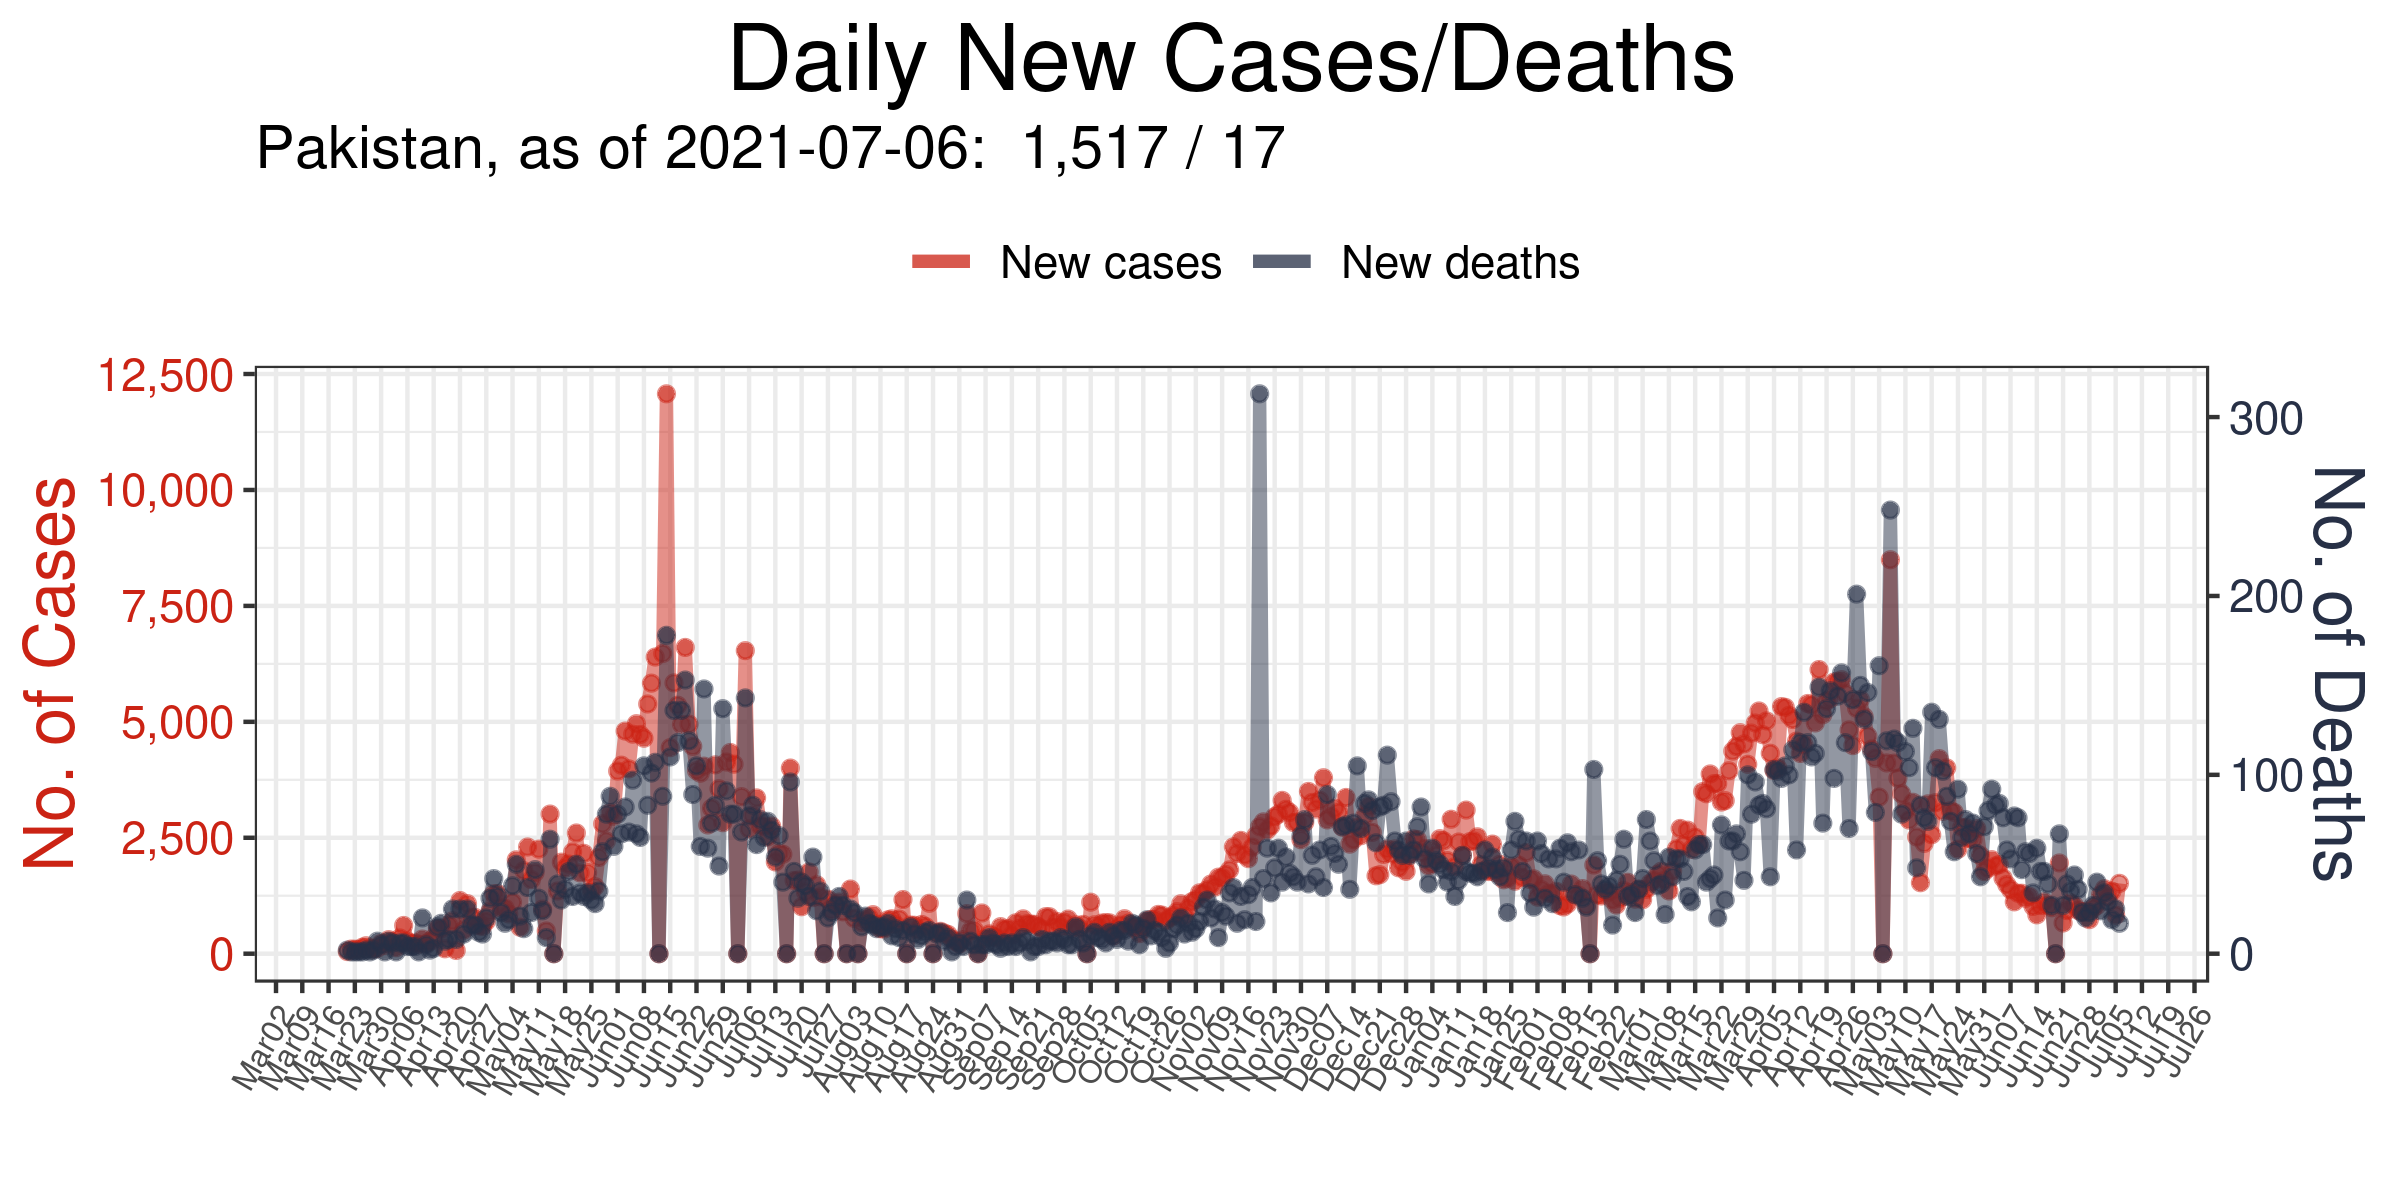 Daily New Cases/Deaths
Pakistan, as of 2021-07-06:  1,517 / 17
New cases
New deaths
No. of Cases
12,500
10,000
7,500
5,000
2,500
0
300
200
100
0
No. of Deaths
Mar02
Mar09
Mar16
Mar23
Mar30
Apr06
Apr13
Apr20
Apr27
May04
May11
May18
May25
Jun01
Jun08
Jun15
Jun22
Jun29
Jul06
Jul13
Jul20
Jul27
Aug03
Aug10
Aug17
Aug24
Aug31
Sep07
Sep14
Sep21
Sep28
Oct05
Oct12
Oct19
Oct26
Nov02
Nov09
Nov16
Nov23
Nov30
Dec07
Dec14
Dec21
Dec28
Jan04
Jan11
Jan18
Jan25
Feb01
Feb08
Feb15
Feb22
Mar01
Mar08
Mar15
Mar22
Mar29
Apr05
Apr12
Apr19
Apr26
May03
May10
May17
May24
May31
Jun07
Jun14
Jun21
Jun28
Jul05
Jul12
Jul19
Jul26